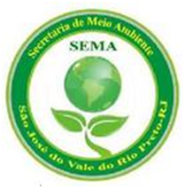 Secretaria de Meio Ambiente
SEMA
São José do Vale do Rio Preto-RJ